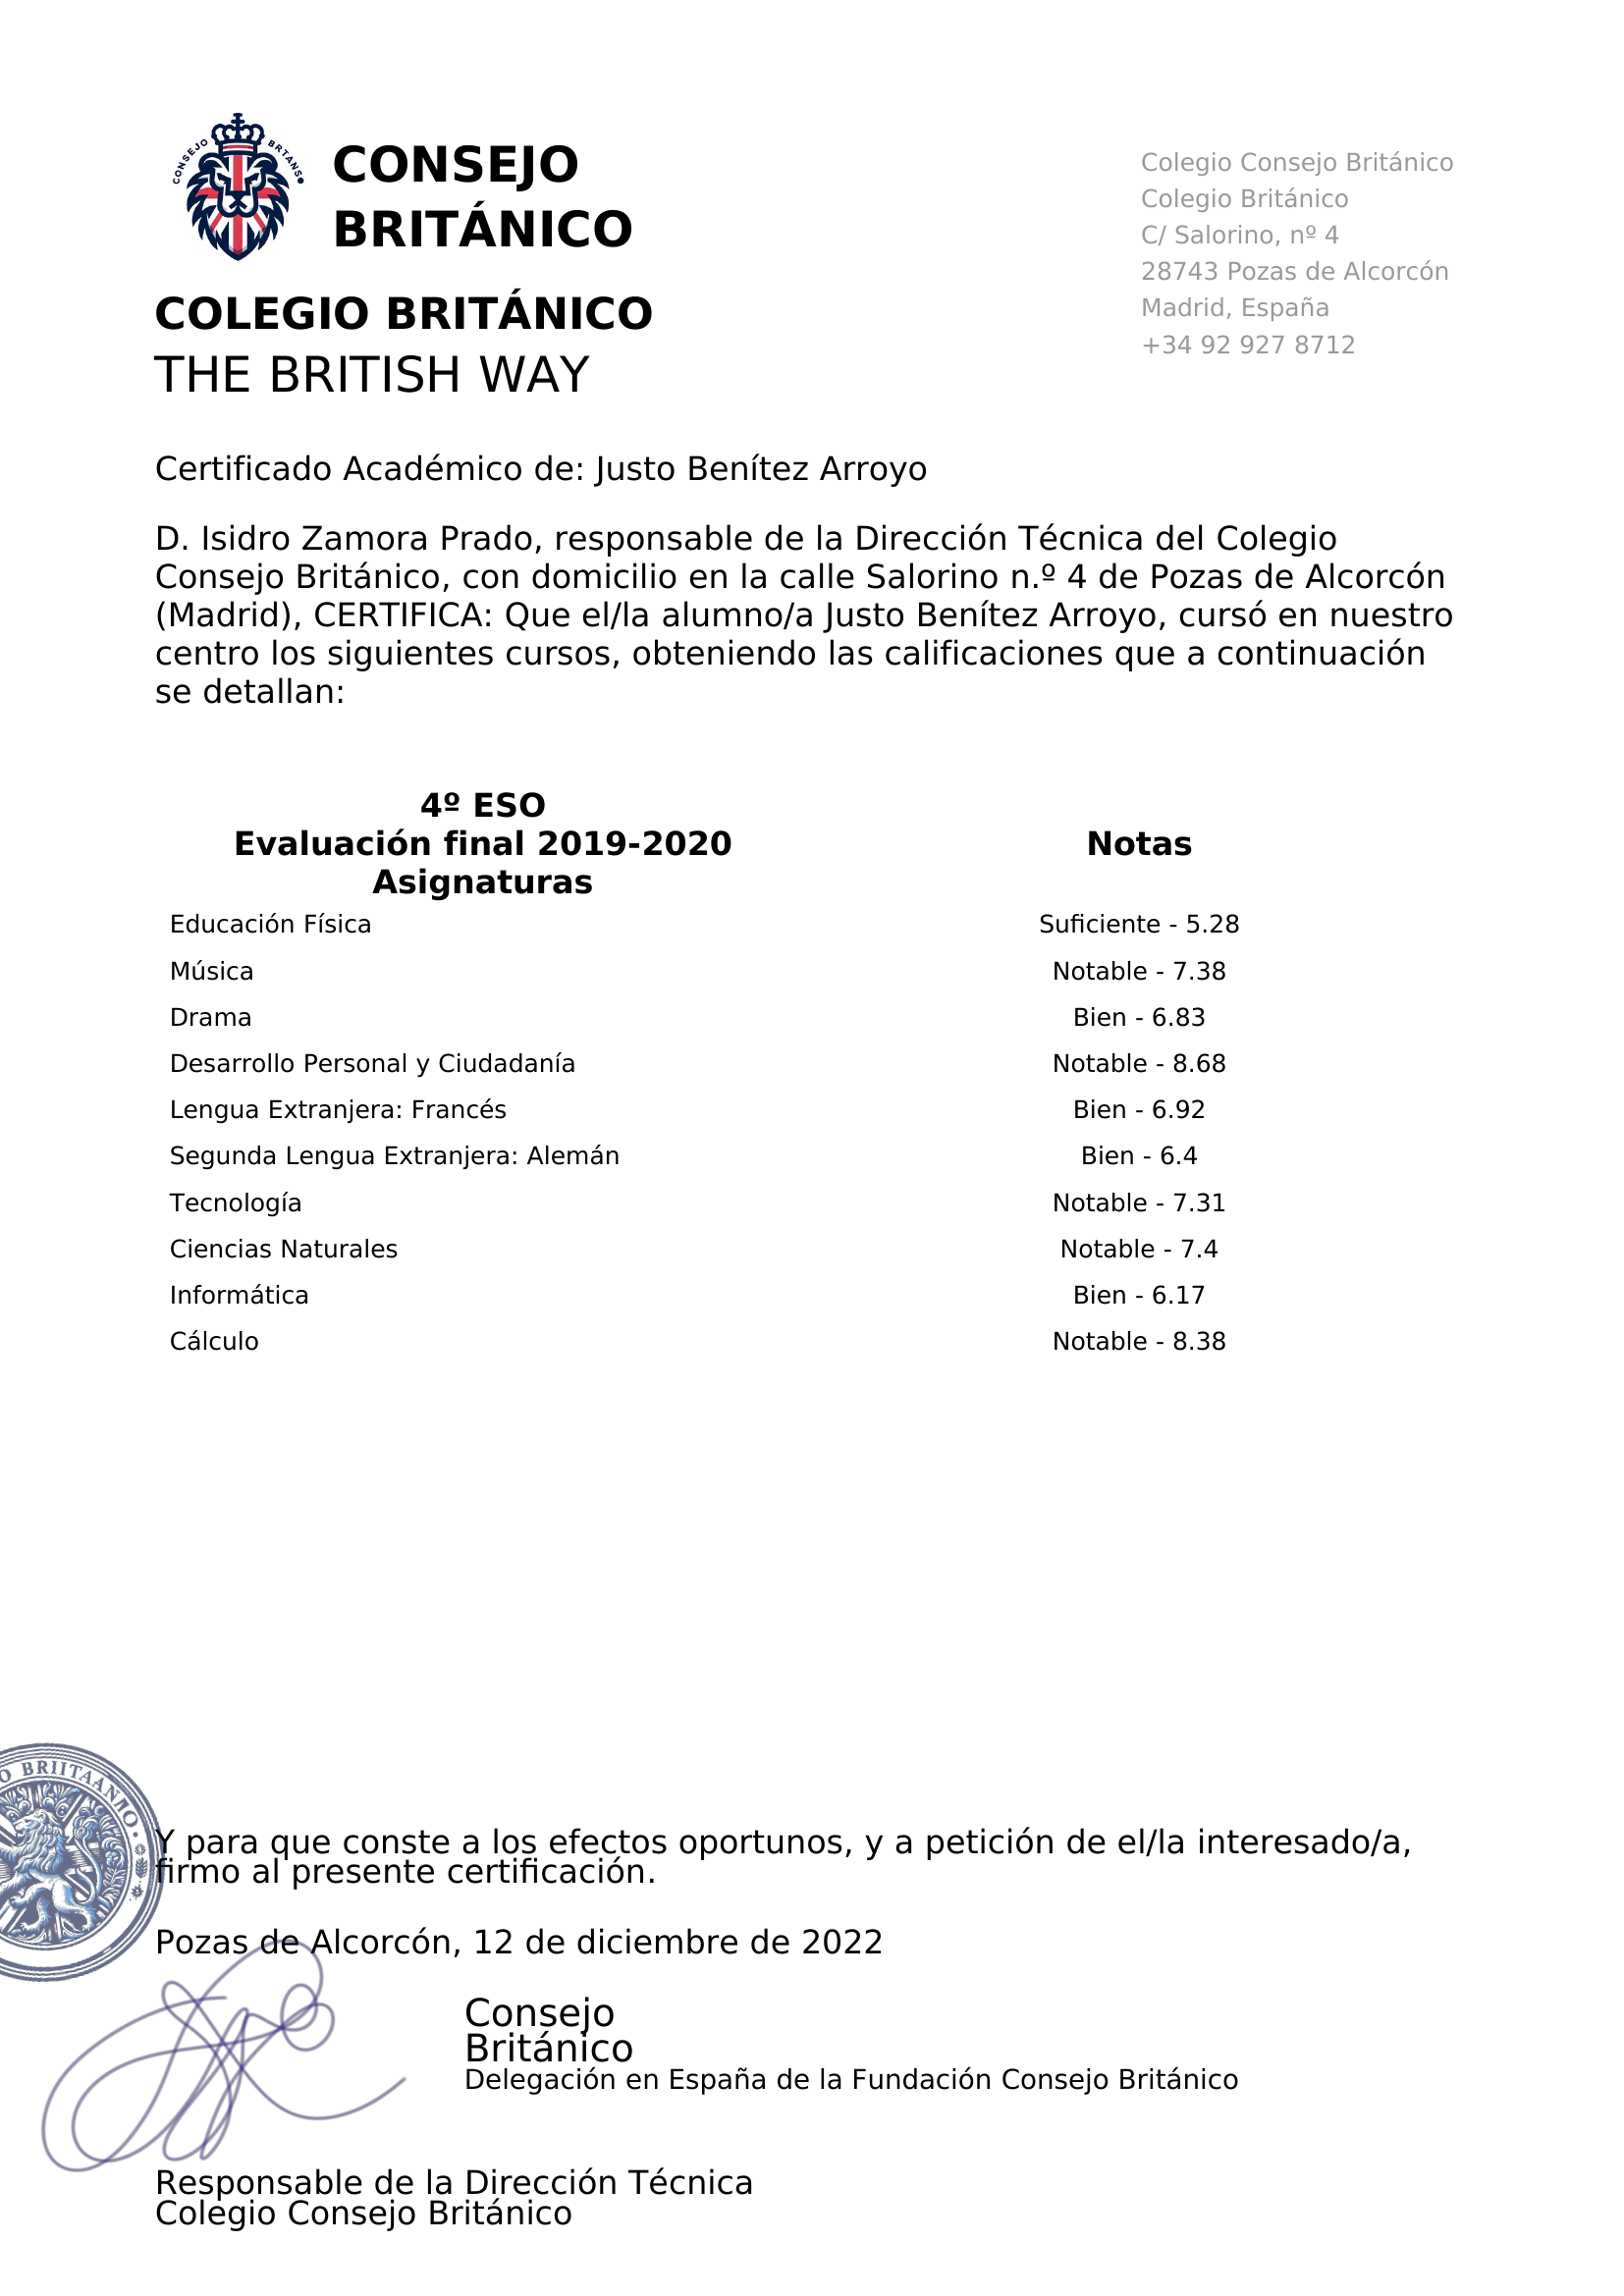 CONSEJO BRTANS
CONSEJO
BRITÁNICO
COLEGIO BRITÁNICO
THE BRITISH WAY
Colegio Consejo Británico
Colegio Británico
C/ Salorino, nº 4
28743 Pozas de Alcorcón
Madrid, España
+34 92 927 8712
Certificado Académico de: Justo Benítez Arroyo
D. Isidro Zamora Prado, responsable de la Dirección Técnica del Colegio
Consejo Británico, con domicilio en la calle Salorino n.º 4 de Pozas de Alcorcón
(Madrid), CERTIFICA: Que el/la alumno/a Justo Benítez Arroyo, cursó en nuestro
centro los siguientes cursos, obteniendo las calificaciones que a continuación
se detallan:
4º ESO
Evaluación final 2019-2020 Notas
Asignaturas
Educación Física Suficiente - 5.28
Música Notable - 7.38
Drama Bien - 6.83
Desarrollo Personal y Ciudadanía Notable - 8.68
Lengua Extranjera: Francés Bien - 6.92
Segunda Lengua Extranjera: Alemán Bien - 6.4
Tecnología Notable - 7.31
Ciencias Naturales Notable - 7.4
Informática Bien - 6.17
Cálculo Notable - 8.38
O BRIITAANIO
Y para que conste a los efectos oportunos, y a petición de el/la interesado/a,
firmo al presente certificación.
Pozas de Alcorcón, 12 de diciembre de 2022
Consejo
Británico
Delegación en España de la Fundación Consejo Británico
Responsable de la Dirección Técnica
Colegio Consejo Británico